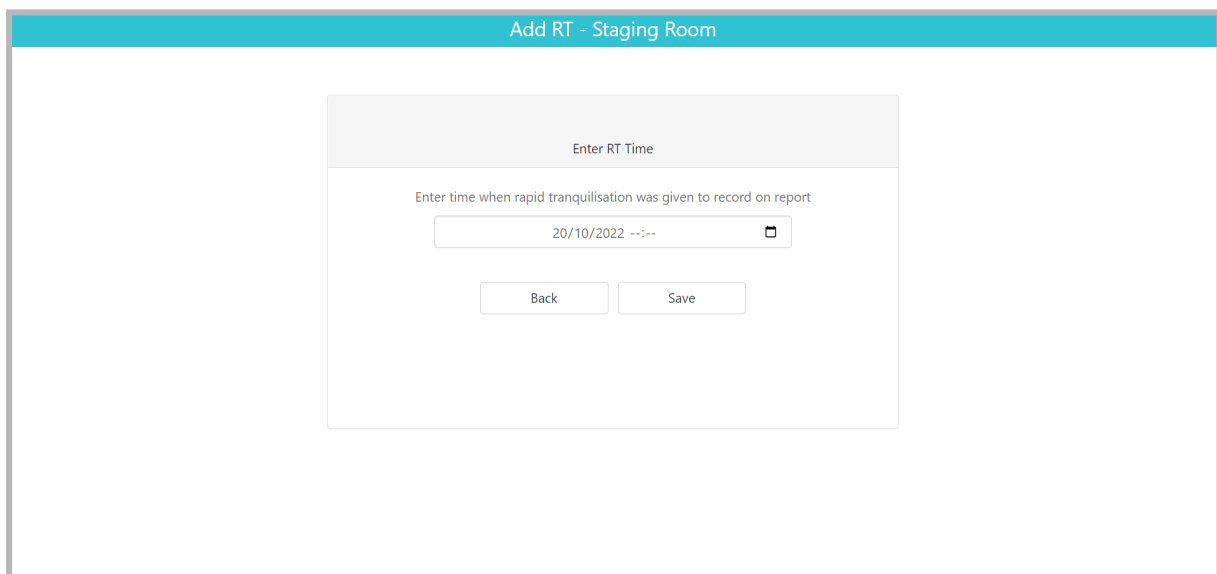 Add RT - Staging Room
Enter RT Time
Enter time when rapid tranquilisation was given to record on report
20/10/2022 --:--
Back
Save